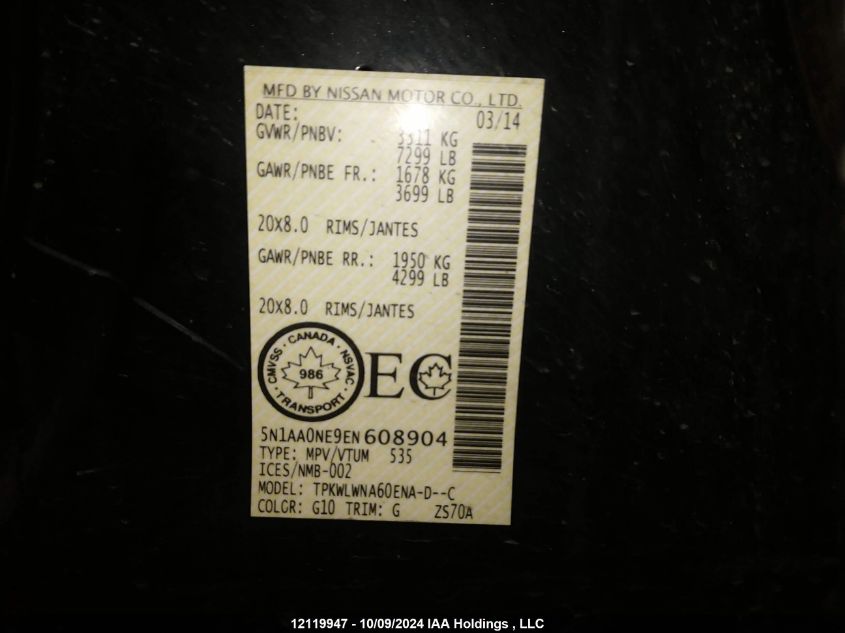 MFD BY NISSAN MOTOR CO., LTD.
DATE: 03/14
GVWR/PNBV: 3311 KG
7299 LB
GAWR/PNBE FR.: 1678 KG
3699 LB
20X8.0 RIMS/JANTES
GAWR/PNBE RR.: 1950 KG
4299 LB
20X8.0 RIMS/JANTES
CMVSS · CANADA · NSVAC · TRANSPORT ·
986
EC
5N1AA0NE9EN608904
TYPE: MPV/VTUM 535
ICES/NMB-002
MODEL: TPKWLWNA60ENA-D--C
COLOR: G10 TRIM: G ZS70A
12119947 - 10/09/2024 IAA Holdings , LLC